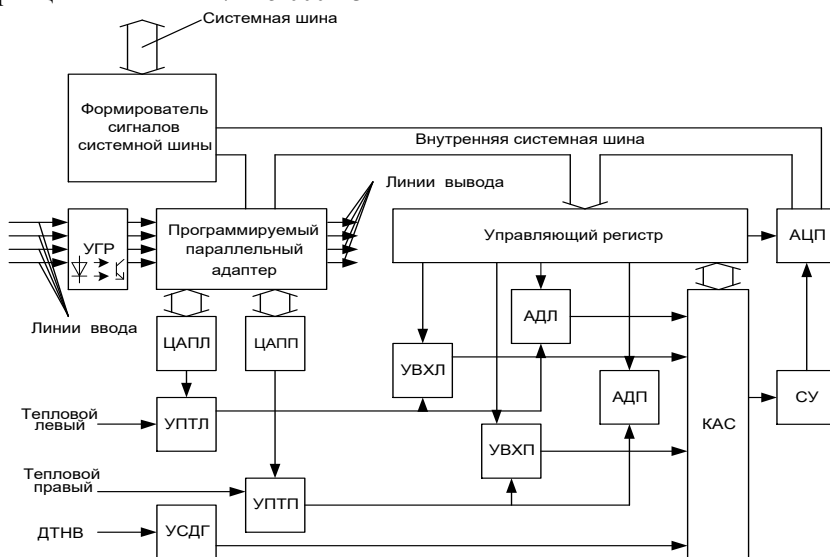 Системная шина
Формирователь
сигналов
системной шины
Внутренняя системная шина
Линии вывода
УГР
Программируемый
параллельный
адаптер
Управляющий регистр
АЦП
Линии ввода
ЦАПЛ
ЦАПП
АДЛ
УВХЛ
АДП
СУ
Тепловой
левый
УПТЛ
КАС
УВХП
Тепловой
правый
УПТП
ДТНВ
УСДГ